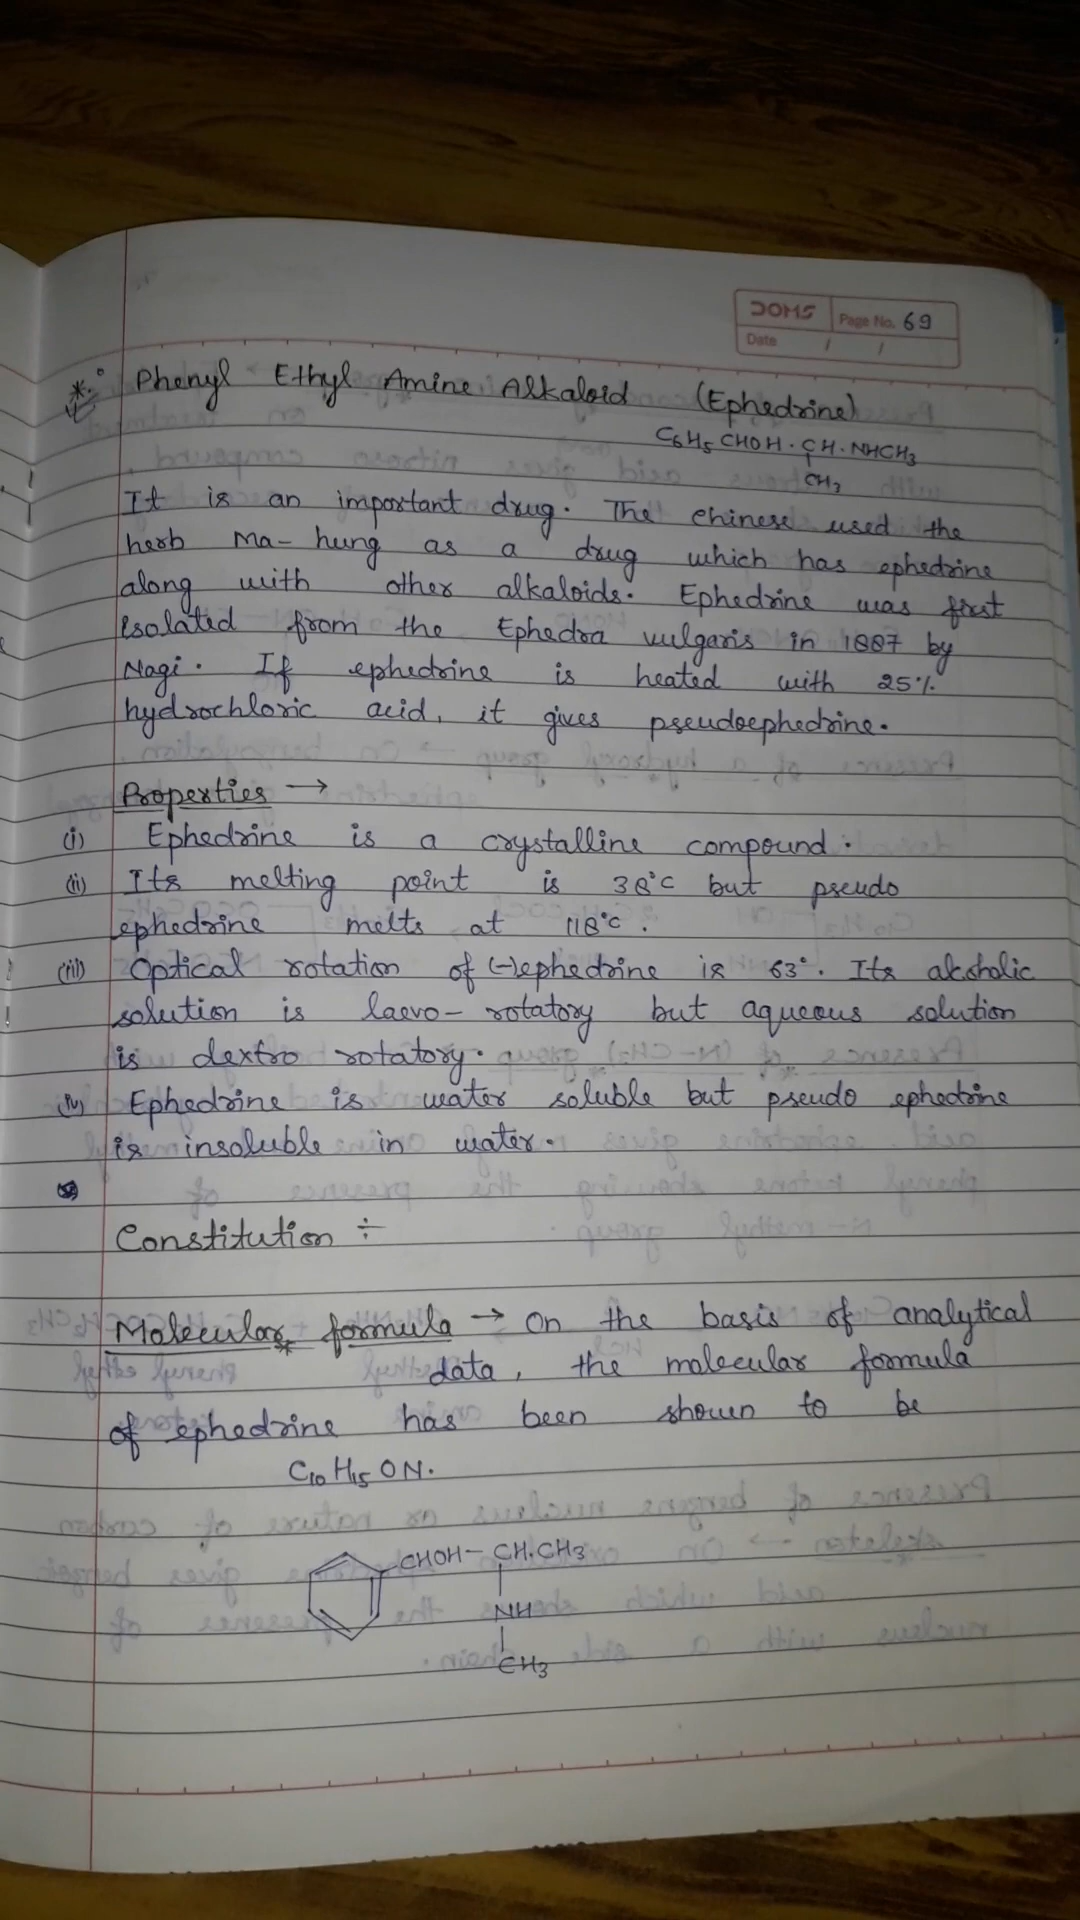 DOMS Page No. 69
Date / /
Phenyl Ethyl Amine Alkaloid (Ephedrine)
C6H5 CHOH · CH · NHCH3
CH3
It is an important drug. The chinese used the
herb Ma- hung as a drug which has ephedrine
along with other alkaloids. Ephedrine was first
isolated from the Ephedra vulgaris in 1887 by
Nagi. If ephedrine is heated with 25%
hydrochloric acid, it gives pseudoephedrine.
Properties →
(i) Ephedrine is a crystalline compound.
(ii) Its melting point is 38°C but pseudo
ephedrine melts at 118°C.
(iii) Optical rotation of (-)ephedrine is 63°. Its alcoholic
solution is laevo- rotatory but aqueous solution
is dextro rotatory.
(iv) Ephedrine is water soluble but pseudo ephedrine
is insoluble in water.
Constitution ÷
Molecular formula → On the basis of analytical
data, the molecular formula
of ephedrine has been shown to be
C10 H15 ON.
CHOH - CH.CH3
NH
CH3